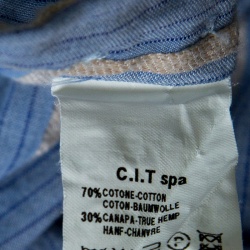 C.I.T spa
70% COTONE-COTTON
COTON-BAUMWOLLE
30% CANAPA-TRUE HEMP
HANF-CHANVRE